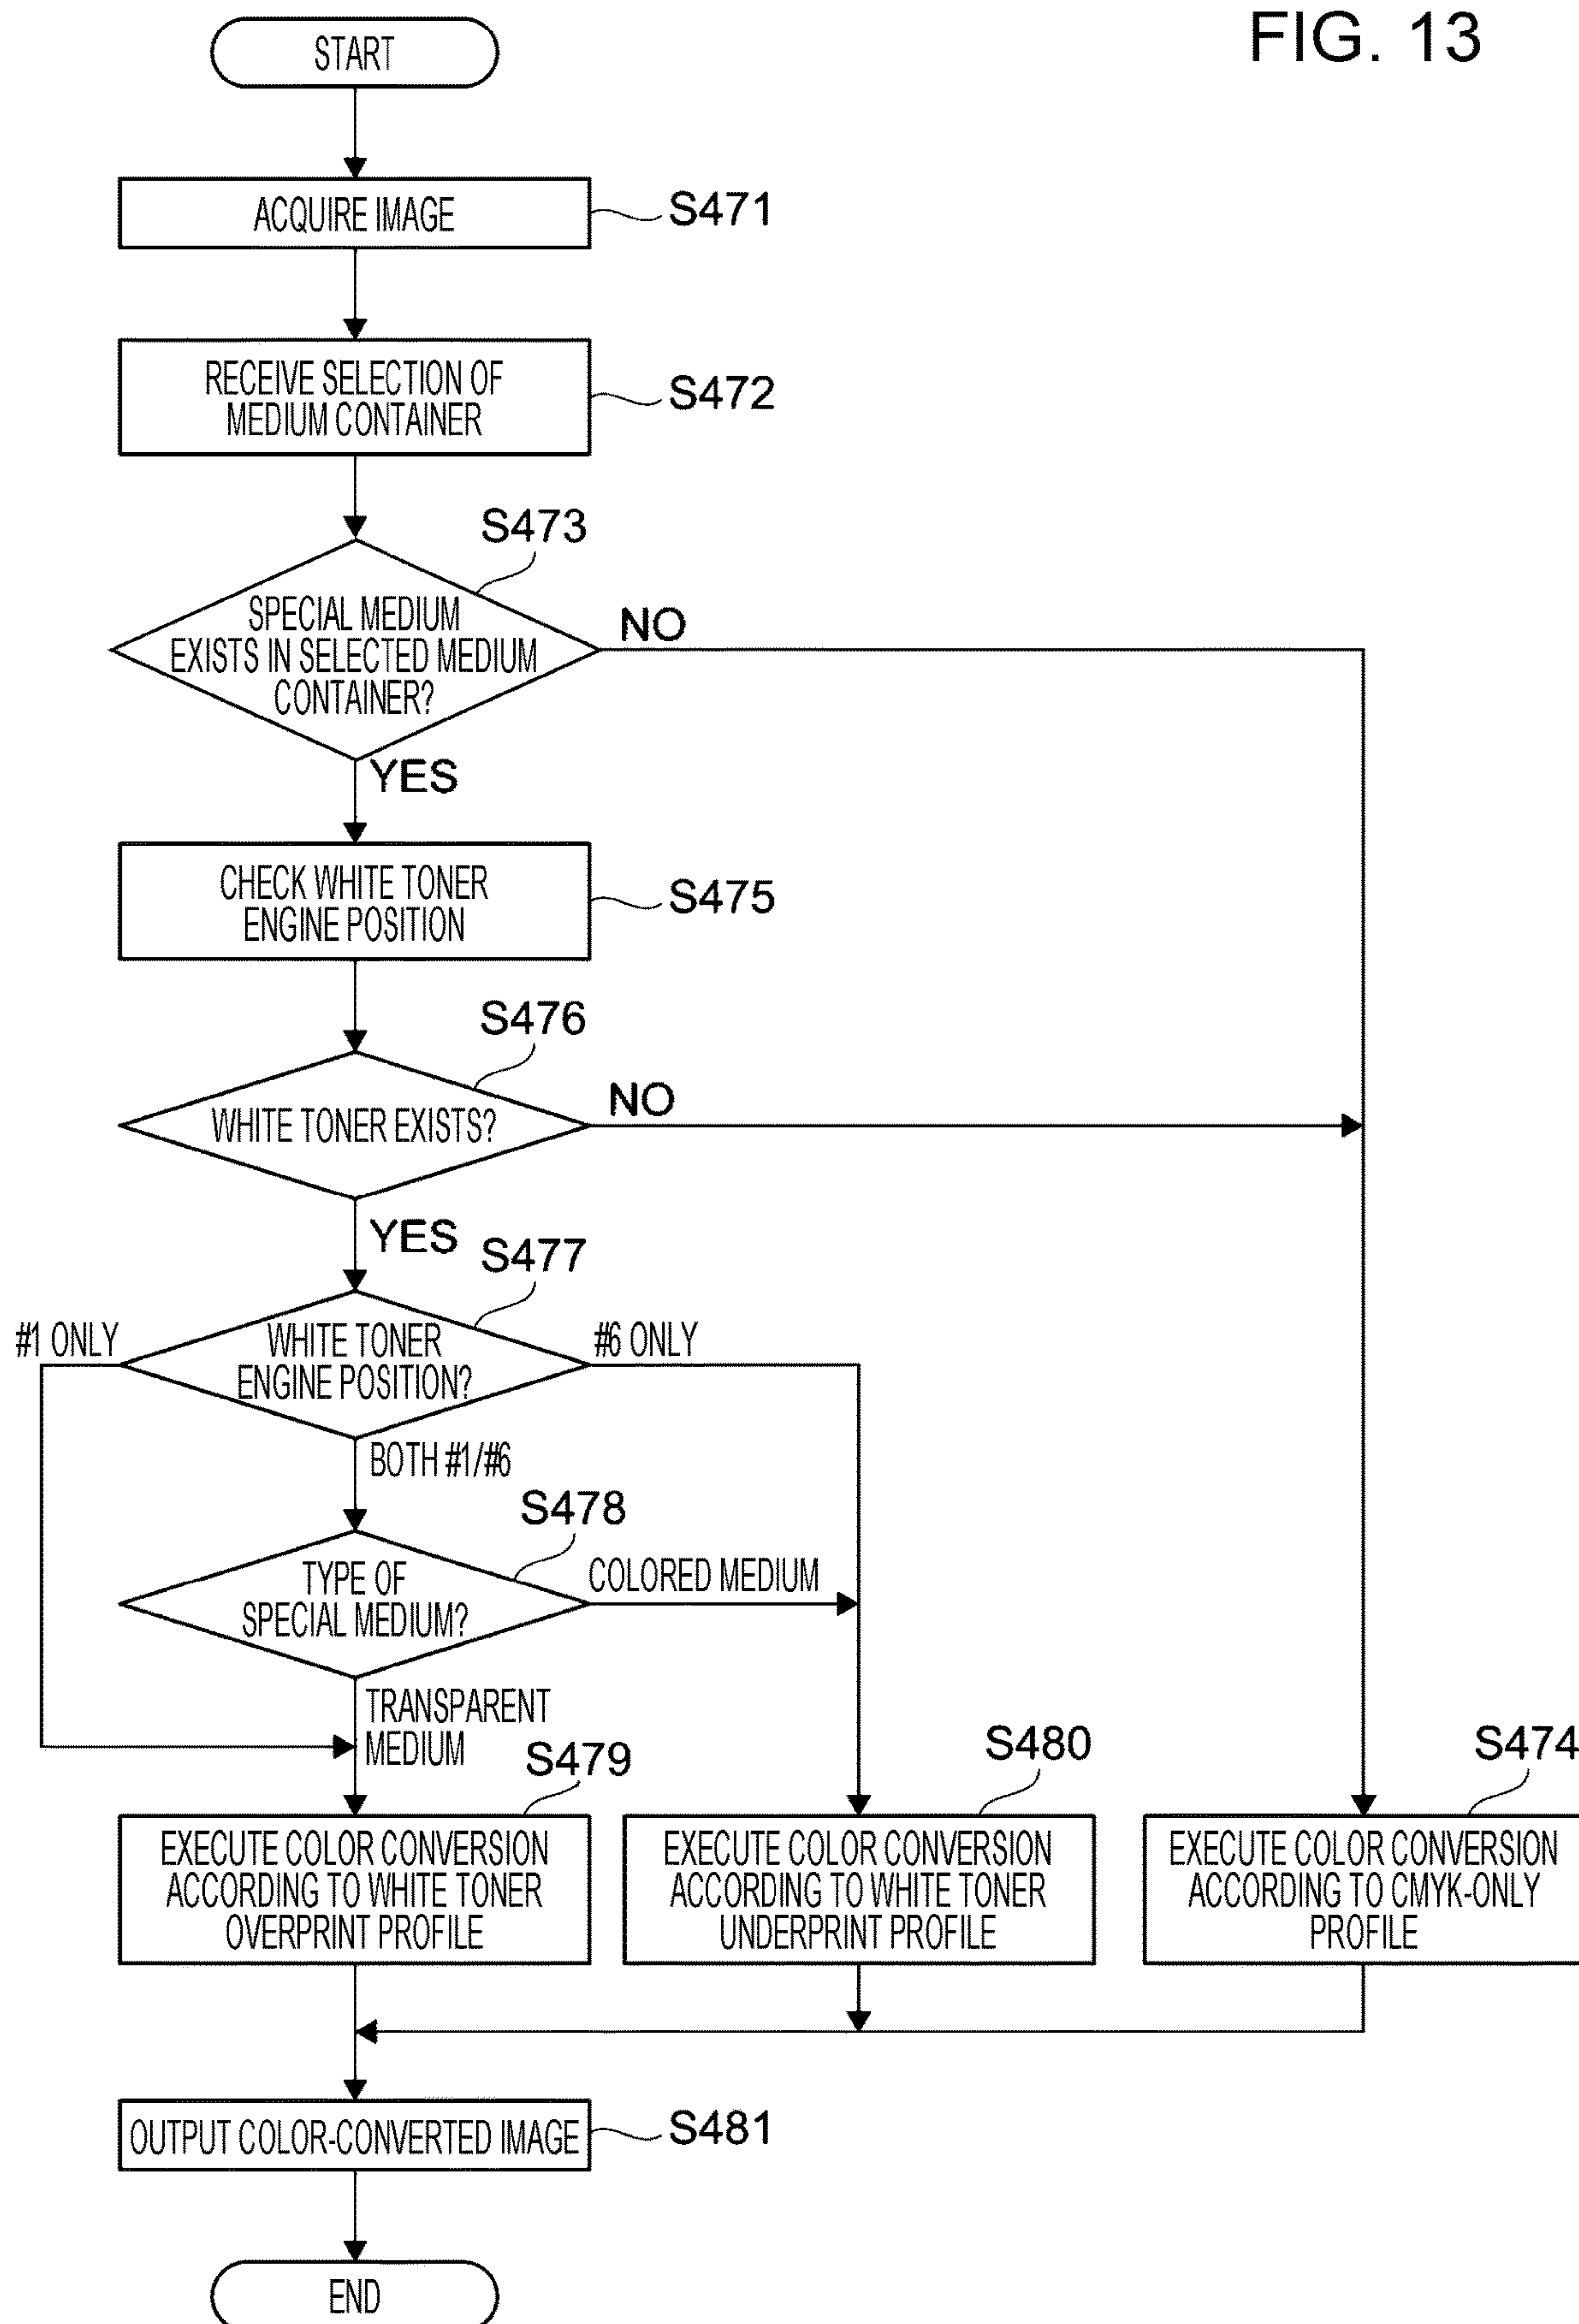 FIG. 13
START
ACQUIRE IMAGE
S471
RECEIVE SELECTION OF
MEDIUM CONTAINER
S472
S473
SPECIAL MEDIUM
EXISTS IN SELECTED MEDIUM
CONTAINER?
NO
YES
CHECK WHITE TONER
ENGINE POSITION
S475
S476
WHITE TONER EXISTS?
NO
YES
S477
#1 ONLY
WHITE TONER
ENGINE POSITION?
#6 ONLY
BOTH #1/#6
S478
TYPE OF
SPECIAL MEDIUM?
COLORED MEDIUM
TRANSPARENT
MEDIUM
S479
EXECUTE COLOR CONVERSION
ACCORDING TO WHITE TONER
OVERPRINT PROFILE
S480
EXECUTE COLOR CONVERSION
ACCORDING TO WHITE TONER
UNDERPRINT PROFILE
S474
EXECUTE COLOR CONVERSION
ACCORDING TO CMYK-ONLY
PROFILE
OUTPUT COLOR-CONVERTED IMAGE
S481
END